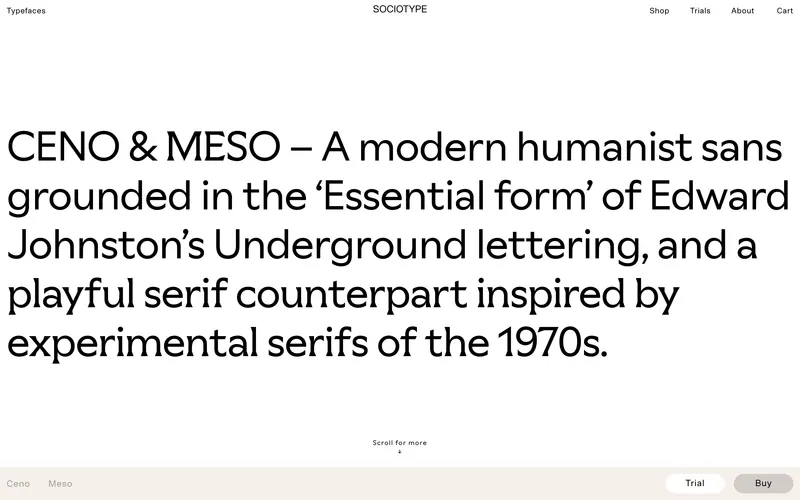 Typefaces
SOCIOTYPE
Shop
Trials
About
Cart
CENO & MESO – A modern humanist sans
grounded in the ‘Essential form’ of Edward
Johnston’s Underground lettering, and a
playful serif counterpart inspired by
experimental serifs of the 1970s.
Scroll for more
↓
Ceno
Meso
Trial
Buy